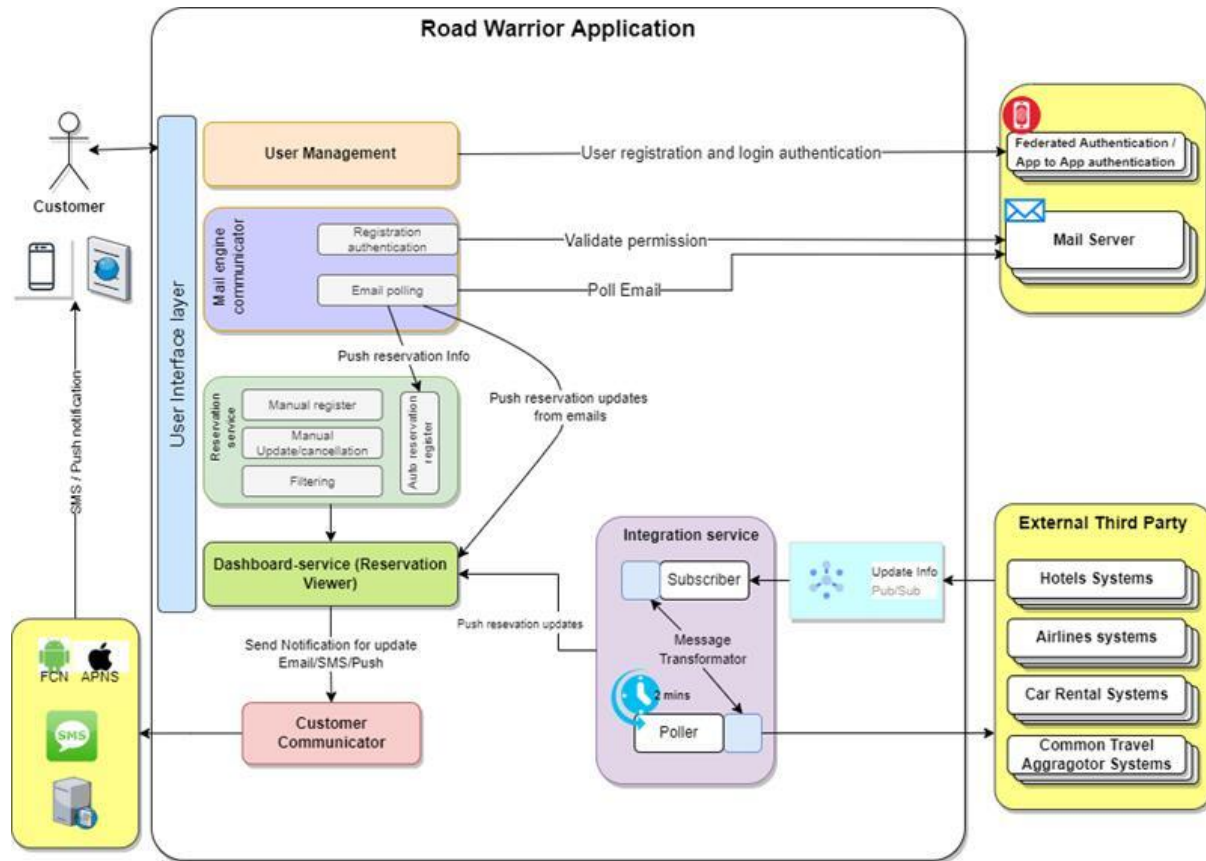 Road Warrior Application
Customer
SMS / Push notification
FCN
APNS
SMS
User Interface layer
User Management
User registration and login authentication
Federated Authentication /
App to App authentication
Mail engine
communicator
Registration
authentication
Validate permission
Mail Server
Email polling
Poll Email
Push reservation Info
Push reservation updates
from emails
Reservation
service
Manual register
Manual
Update/cancellation
Filtering
Auto reservation
register
Dashboard-service (Reservation
Viewer)
Send Notification for update
Email/SMS/Push
Customer
Communicator
Push resevation updates
Integration service
Subscriber
Message
Transformator
2 mins
Poller
Update Info
Pub/Sub
External Third Party
Hotels Systems
Airlines systems
Car Rental Systems
Common Travel
Aggragotor Systems